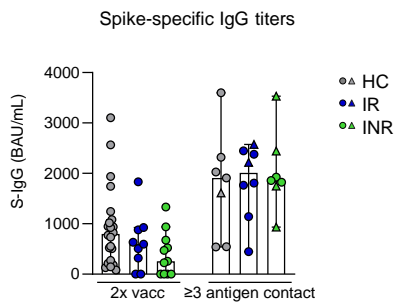 Spike-specific IgG titers
S-IgG (BAU/mL)
4000
3000
2000
1000
0
2x vacc
≥3 antigen contact
HC
IR
INR